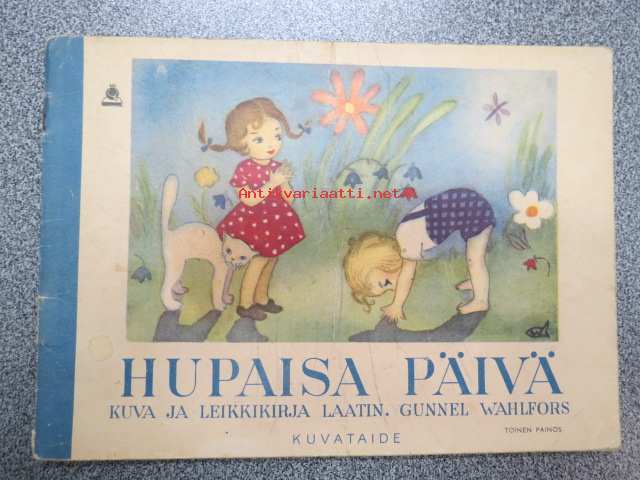 Antikvariaatti.net
HUPAISA PÄIVÄ
KUVA JA LEIKKIKIRJA LAATIN. GUNNEL WAHLFORS
TOINEN PAINOS
KUVATAIDE